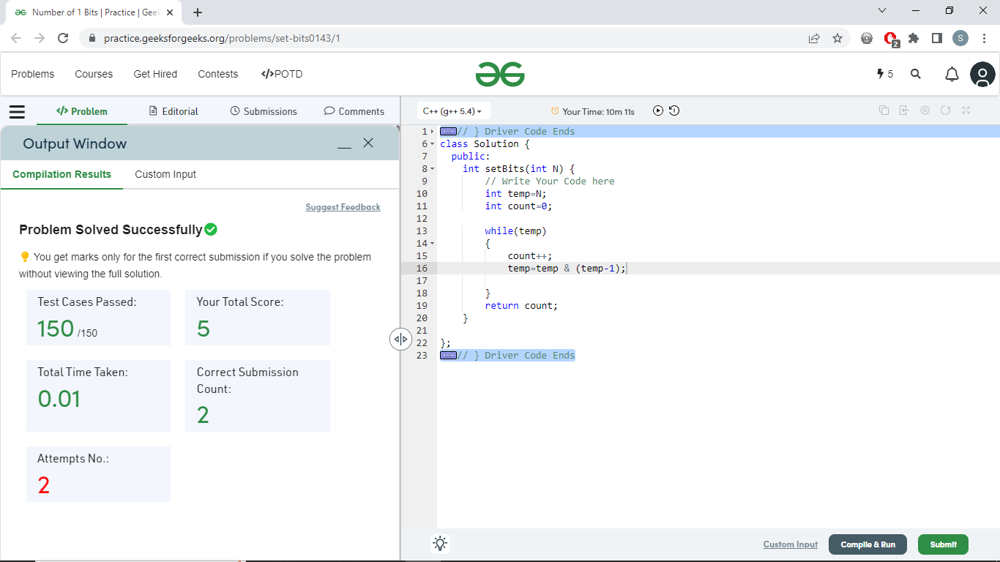 Number of 1 Bits | Practice | Geek
practice.geeksforgeeks.org/problems/set-bits0143/1
2
S
Problems Courses Get Hired Contests </>POTD
5
</> Problem Editorial Submissions Comments
Output Window
Compilation Results Custom Input
Suggest Feedback
Problem Solved Successfully
You get marks only for the first correct submission if you solve the problem
without viewing the full solution.
Test Cases Passed:
150 /150
Your Total Score:
5
Total Time Taken:
0.01
Correct Submission
Count:
2
Attempts No.:
2
C++ (g++ 5.4)
Your Time: 10m 11s
1 // } Driver Code Ends
6 class Solution {
7 public:
8 int setBits(int N) {
9 // Write Your Code here
10 int temp=N;
11 int count=0;
12
13 while(temp)
14 {
15 count++;
16 temp=temp & (temp-1);
17
18 }
19 return count;
20 }
21
22 };
23 // } Driver Code Ends
Custom Input Compile & Run Submit